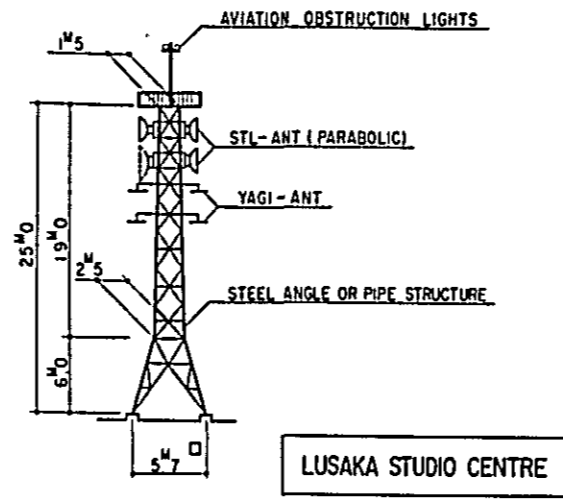 AVIATION OBSTRUCTION LIGHTS
1M5
STL-ANT (PARABOLIC)
YAGI-ANT
25M0
19M0
2M5
STEEL ANGLE OR PIPE STRUCTURE
6M0
5M7
LUSAKA STUDIO CENTRE